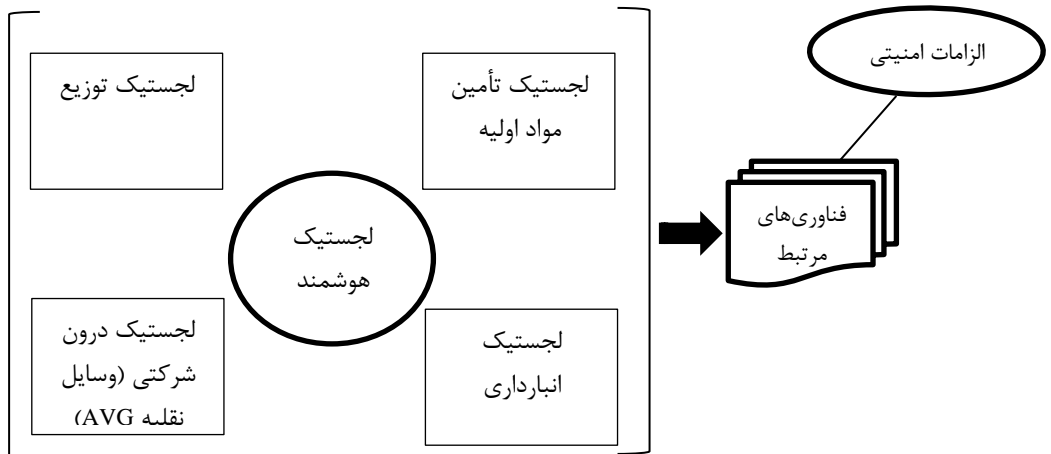 الزامات امنیتی
لجستیک تأمین
مواد اولیه
لجستیک توزیع
فناوری‌های
مرتبط
لجستیک
هوشمند
لجستیک
انبارداری
لجستیک درون
شرکتی (وسایل
نقلیه AVG)